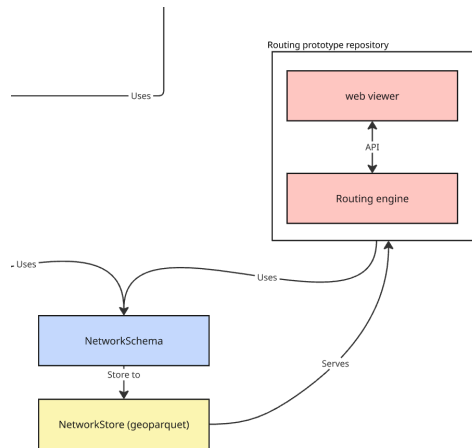 Routing prototype repository
web viewer
Uses
API
Routing engine
Uses
Uses
NetworkSchema
Store to
Serves
NetworkStore (geoparquet)